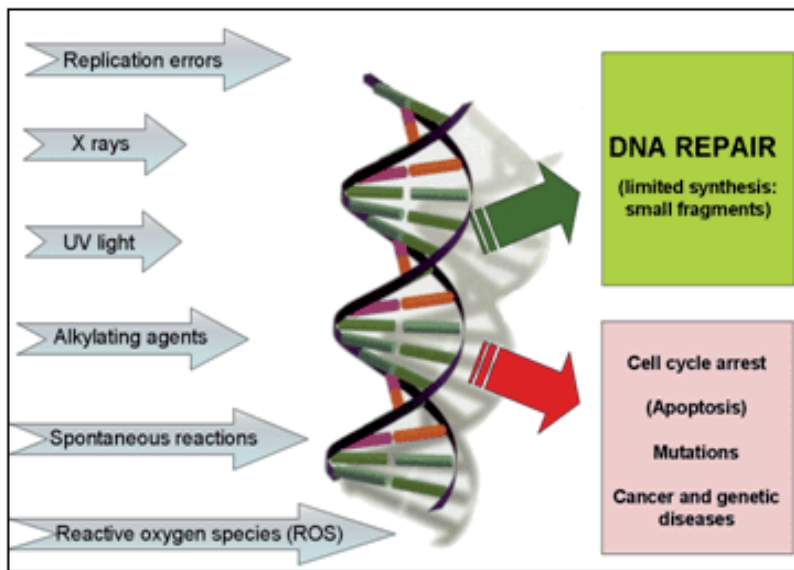 Replication errors
X rays
UV light
Alkylating agents
Spontaneous reactions
Reactive oxygen species (ROS)
DNA REPAIR
(limited synthesis:
small fragments)
Cell cycle arrest
(Apoptosis)
Mutations
Cancer and genetic
diseases